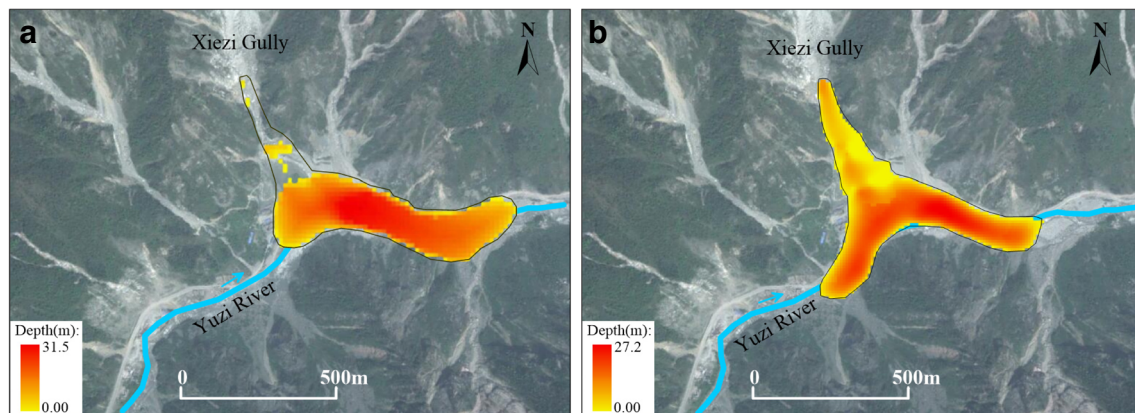 a
Xiezi Gully
N
Yuzi River
Depth(m):
31.5
0.00
0
500m
b
Xiezi Gully
N
Yuzi River
Depth(m):
27.2
0.00
0
500m